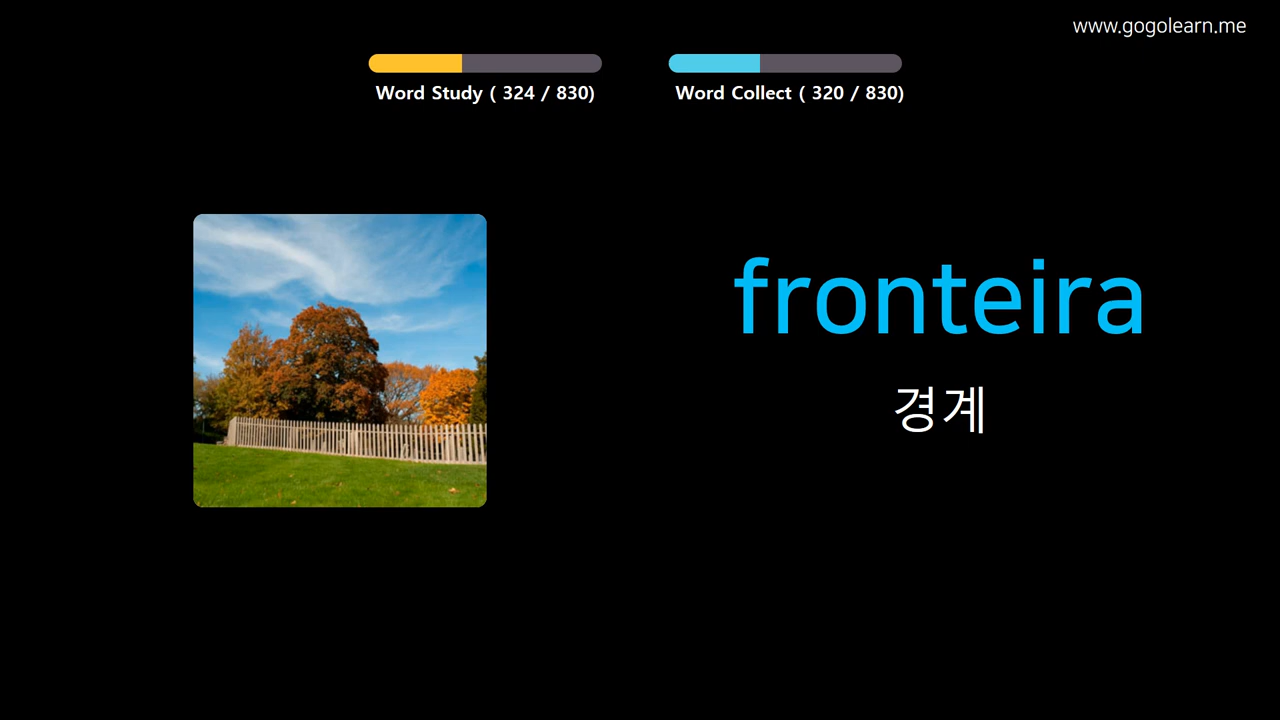 www.gogolearn.me
Word Study ( 324 / 830)
Word Collect ( 320 / 830)
fronteira
경계